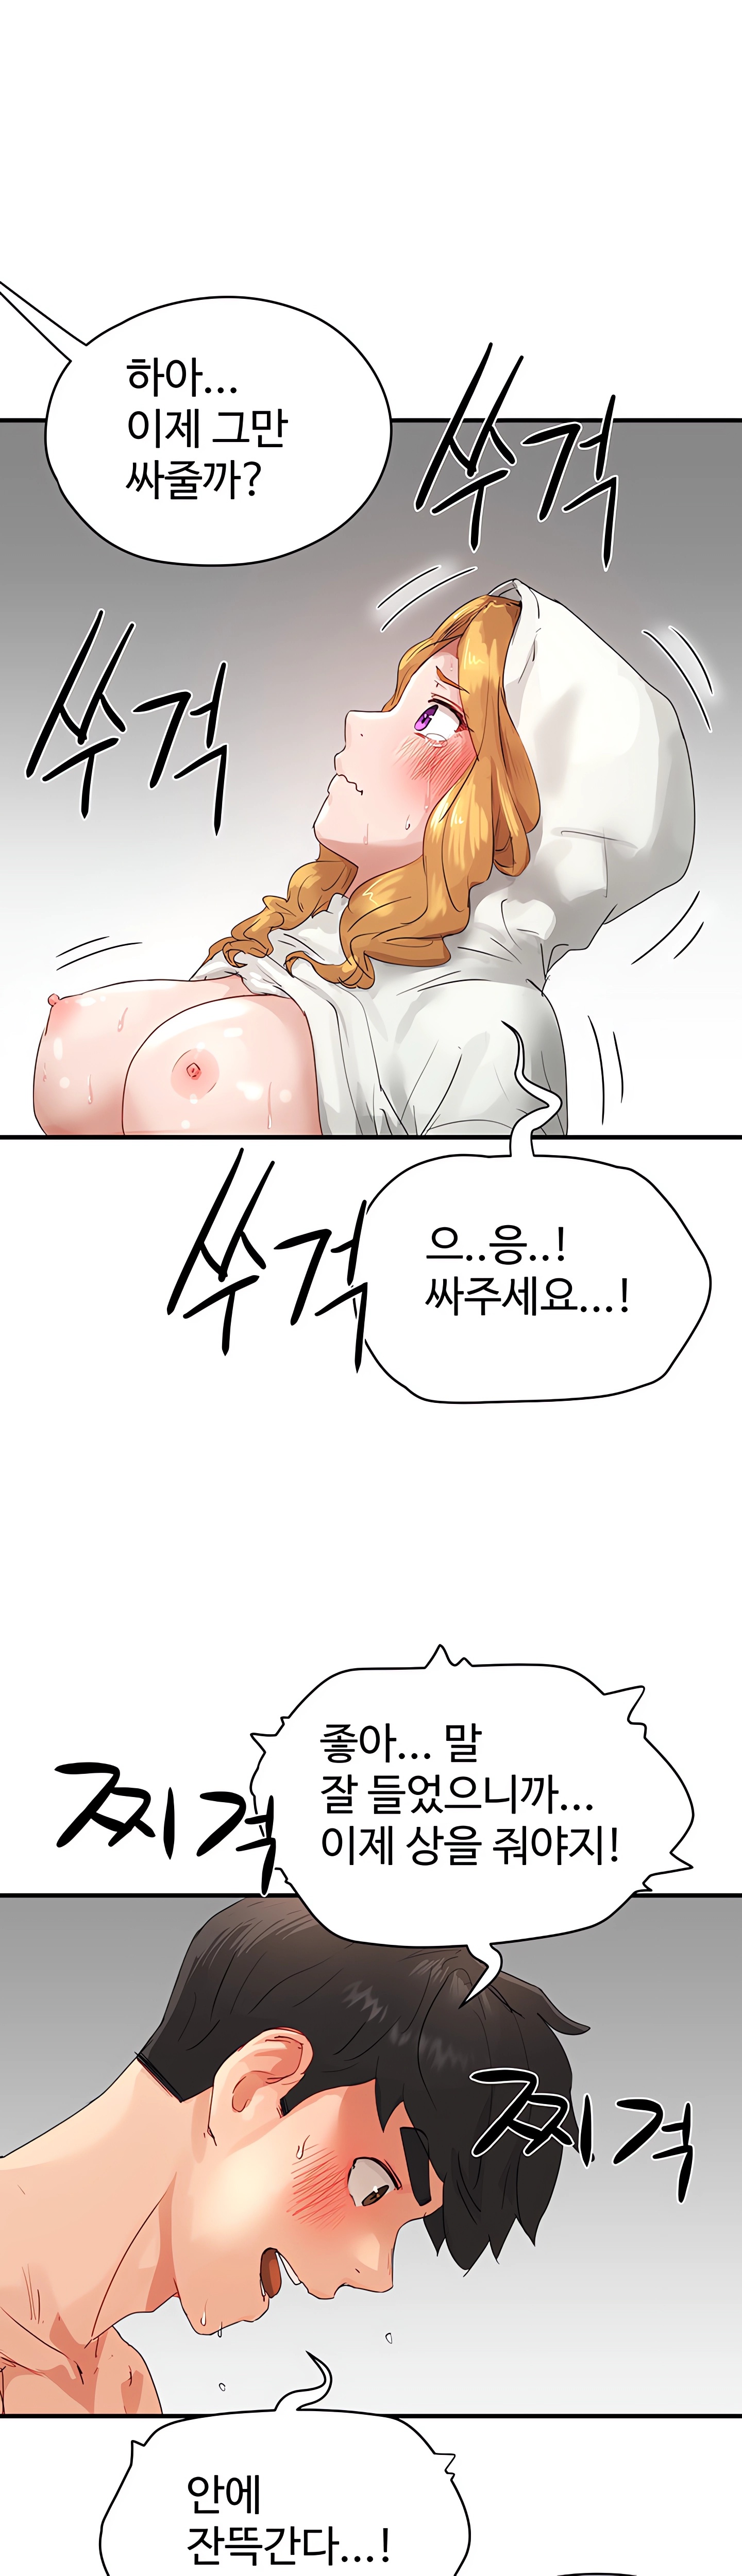 하아...
이제 그만
싸줄까?
쑤걱
쑤걱
으..응..!
싸주세요...!
쑤걱
좋아... 말
잘 들었으니까...
이제 상을 줘야지!
찌걱
찌걱
안에
잔뜩간다...!